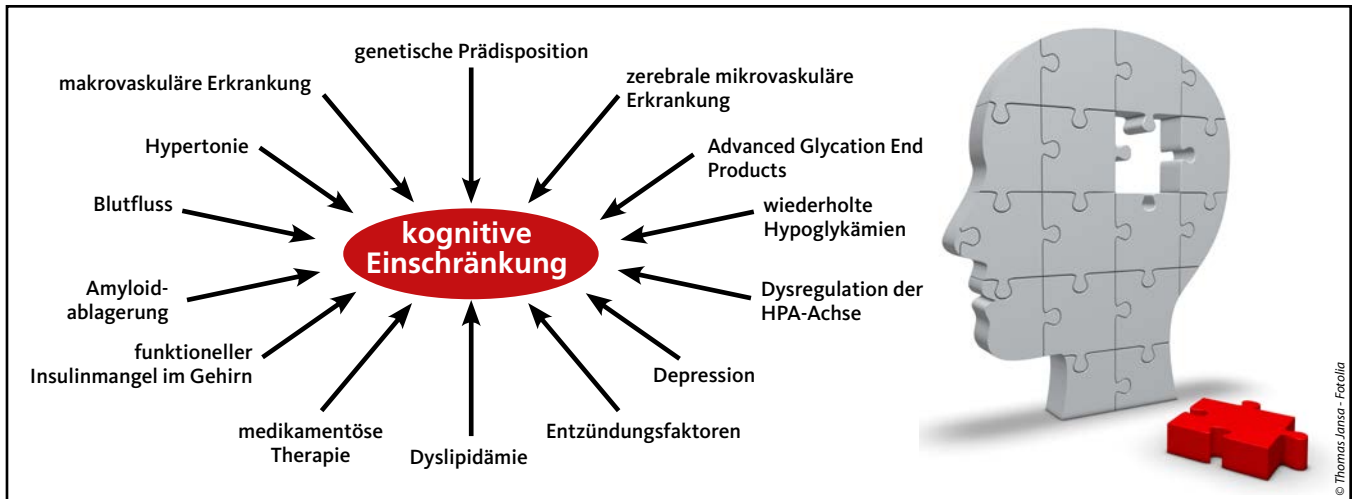 genetische Prädisposition
makrovaskuläre Erkrankung
zerebrale mikrovaskuläre
Erkrankung
Hypertonie
Advanced Glycation End
Products
Blutfluss
wiederholte
Hypoglykämien
kognitive
Einschränkung
Amyloid-
ablagerung
Dysregulation der
HPA-Achse
funktioneller
Insulinmangel im Gehirn
Depression
medikamentöse
Therapie
Dyslipidämie
Entzündungsfaktoren
© Thomas Jansa - Fotolia